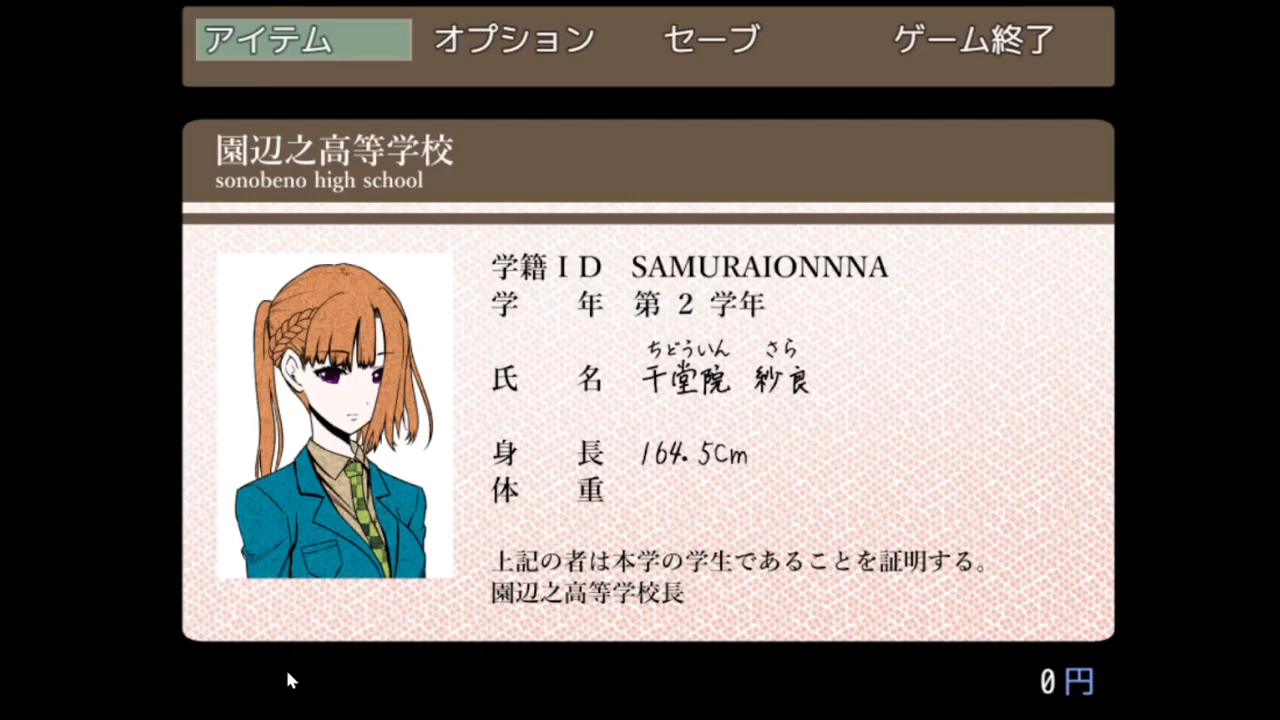 アイテム オプション セーブ ゲーム終了
園辺之高等学校
sonobeno high school
学籍ID SAMURAIONNNA
学年 第2学年
ちどういん さら
氏名 千堂院 紗良
身長 164.5cm
体重
上記の者は本学の学生であることを証明する。
園辺之高等学校長
0円